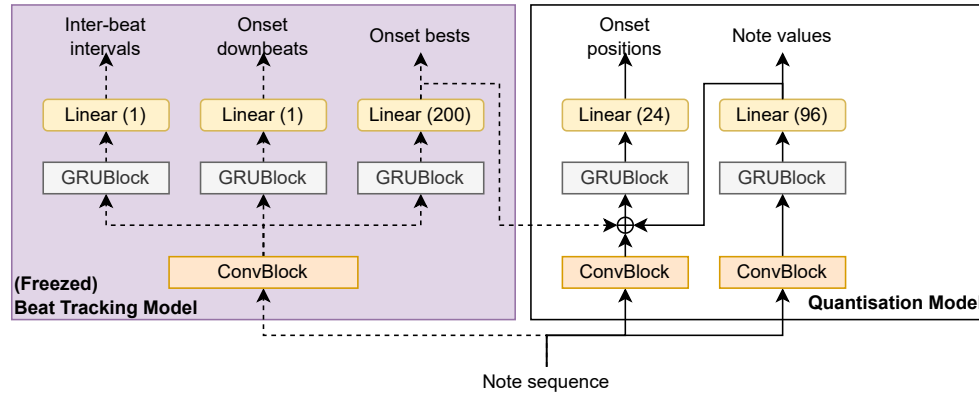 Inter-beat
intervals
Onset
downbeats
Onset bests
Onset
positions
Note values
Linear (1)
Linear (1)
Linear (200)
Linear (24)
Linear (96)
GRUBlock
GRUBlock
GRUBlock
GRUBlock
GRUBlock
ConvBlock
ConvBlock
ConvBlock
(Freezed)
Beat Tracking Model
Quantisation Model
Note sequence